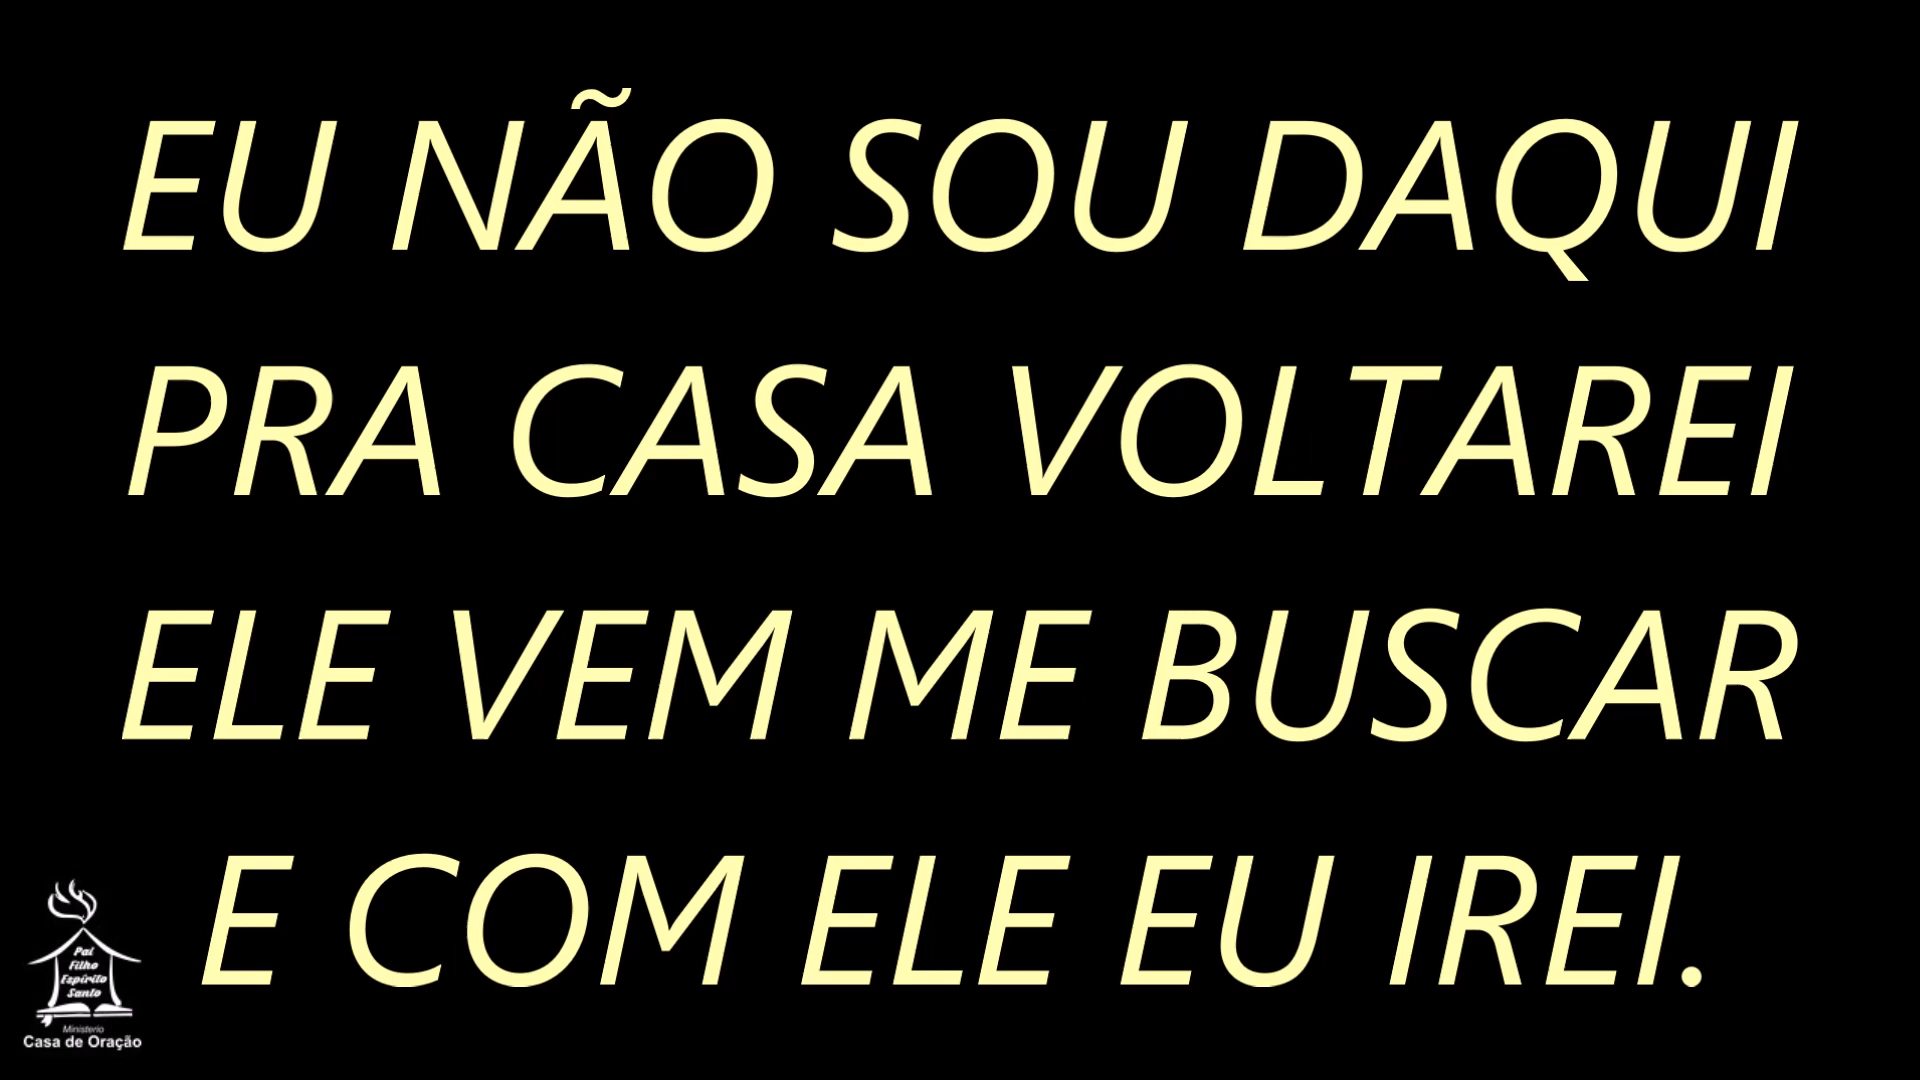 EU NÃO SOU DAQUI
PRA CASA VOLTAREI
ELE VEM ME BUSCAR
E COM ELE EU IREI.
Pai
Filho
Espírito
Santo
Ministerio
Casa de Oração